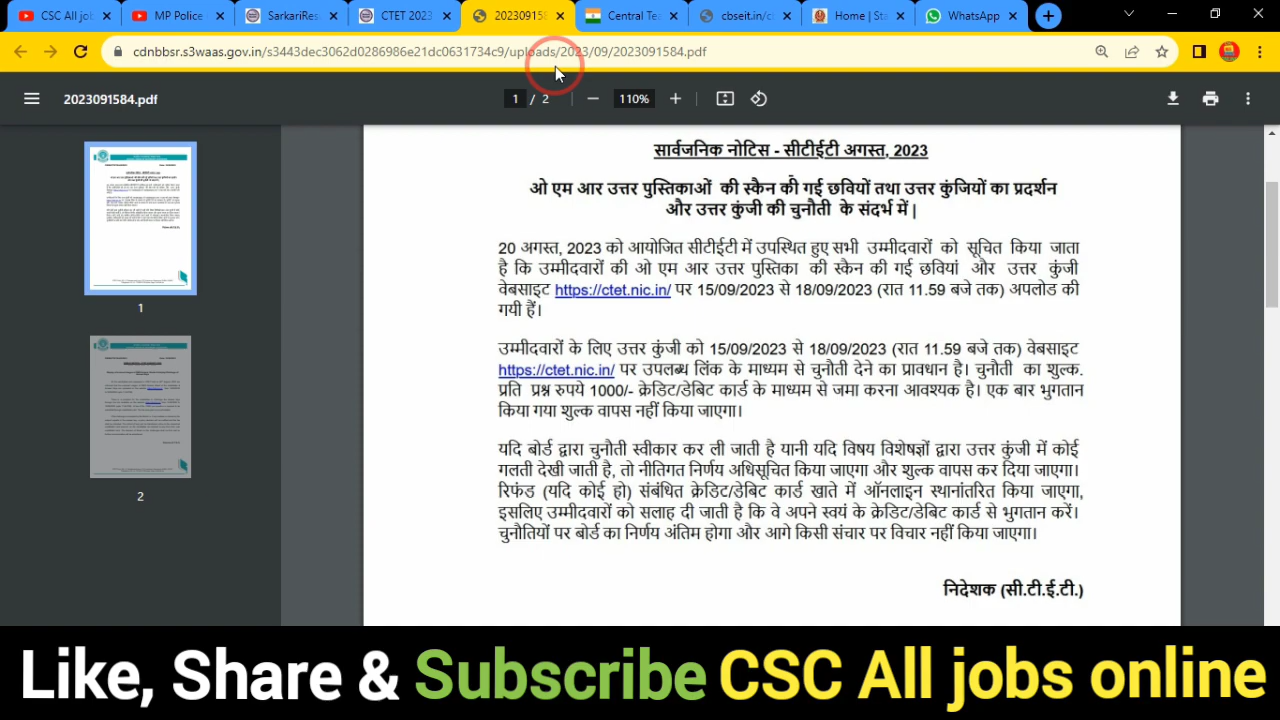 CSC All jo
MP Police
SarkariRes
CTET 2023
202309158
Central Tea
cbseit.in/c
Home | Sta
WhatsApp
cdnbbsr.s3waas.gov.in/s3443dec3062d0286986e21dc0631734c9/uploads/2023/09/2023091584.pdf
2023091584.pdf
1 / 2
110%
सार्वजनिक नोटिस - सीटीईटी अगस्त, 2023
ओ एम आर उत्तर पुस्तिकाओं की स्कैन की गई छवियां तथा उत्तर कुंजियों का प्रदर्शन
और उत्तर कुंजी की चुनौती के संदर्भ में |
20 अगस्त, 2023 को आयोजित सीटीईटी में उपस्थित हुए सभी उम्मीदवारों को सूचित किया जाता
है कि उम्मीदवारों की ओ एम आर उत्तर पुस्तिका की स्कैन की गई छवियां और उत्तर कुंजी
वेबसाइट https://ctet.nic.in/ पर 15/09/2023 से 18/09/2023 (रात 11.59 बजे तक) अपलोड की
गयी हैं।
उम्मीदवारों के लिए उत्तर कुंजी को 15/09/2023 से 18/09/2023 (रात 11.59 बजे तक) वेबसाइट
https://ctet.nic.in/ पर उपलब्ध लिंक के माध्यम से चुनौती देने का प्रावधान है। चुनौती का शुल्क.
प्रति प्रश्न रुपये 1000/- क्रेडिट/डेबिट कार्ड के माध्यम से जमा करना आवश्यक है। एक बार भुगतान
किया गया शुल्क वापस नहीं किया जाएगा।
यदि बोर्ड द्वारा चुनौती स्वीकार कर ली जाती है यानी यदि विषय विशेषज्ञों द्वारा उत्तर कुंजी में कोई
गलती देखी जाती है, तो नीतिगत निर्णय अधिसूचित किया जाएगा और शुल्क वापस कर दिया जाएगा।
रिफंड (यदि कोई हो) संबंधित क्रेडिट/डेबिट कार्ड खाते में ऑनलाइन स्थानांतरित किया जाएगा,
इसलिए उम्मीदवारों को सलाह दी जाती है कि वे अपने स्वयं के क्रेडिट/डेबिट कार्ड से भुगतान करें।
चुनौतियों पर बोर्ड का निर्णय अंतिम होगा और आगे किसी संचार पर विचार नहीं किया जाएगा।
निदेशक (सी.टी.ई.टी.)
1
2
Like, Share & Subscribe CSC All jobs online